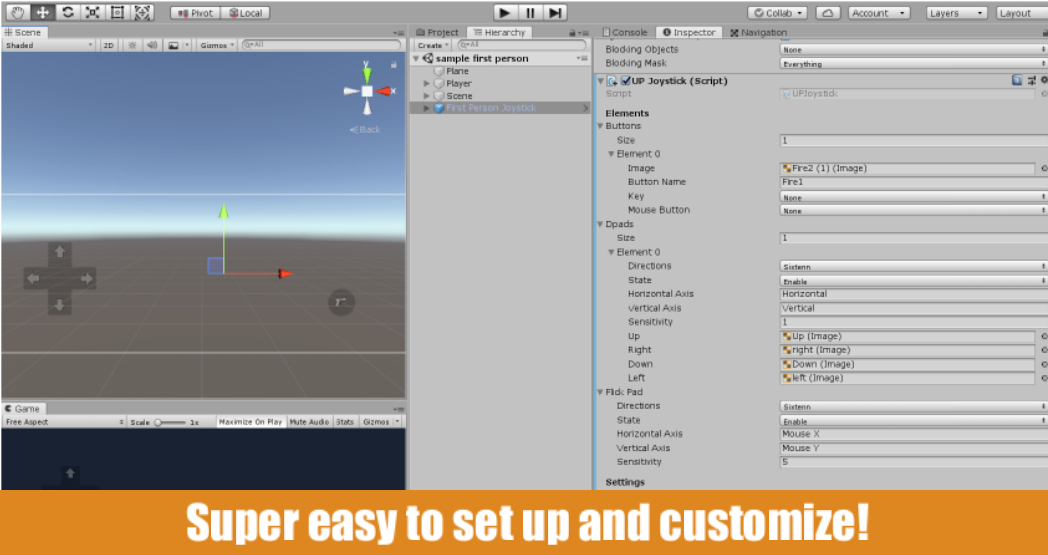 Pivot Local Collab Account Layers Layout
Scene
Shaded 2D Gizmos All
Back
y
x
Project Hierarchy
Create All
sample first person
Plane
Player
Scene
First Person Joystick
Console Inspector Navigation
Blocking Objects None
Blocking Mask Everything
UP Joystick (Script)
Script UPJoystick
Elements
Buttons
Size 1
Element 0
Image Fire2 (1) (Image)
Button Name Fire1
Key None
Mouse Button None
Dpads
Size 1
Element 0
Directions Sixtenn
State Enable
Horizontal Axis Horizontal
Vertical Axis Vertical
Sensitivity 1
Up Up (Image)
Right right (Image)
Down Down (Image)
Left left (Image)
Flick Pad
Directions Sixtenn
State Enable
Horizontal Axis Mouse X
Vertical Axis Mouse Y
Sensitivity 5
Settings
Game
Free Aspect Scale 1x Maximize On Play Mute Audio Stats Gizmos
Super easy to set up and customize!